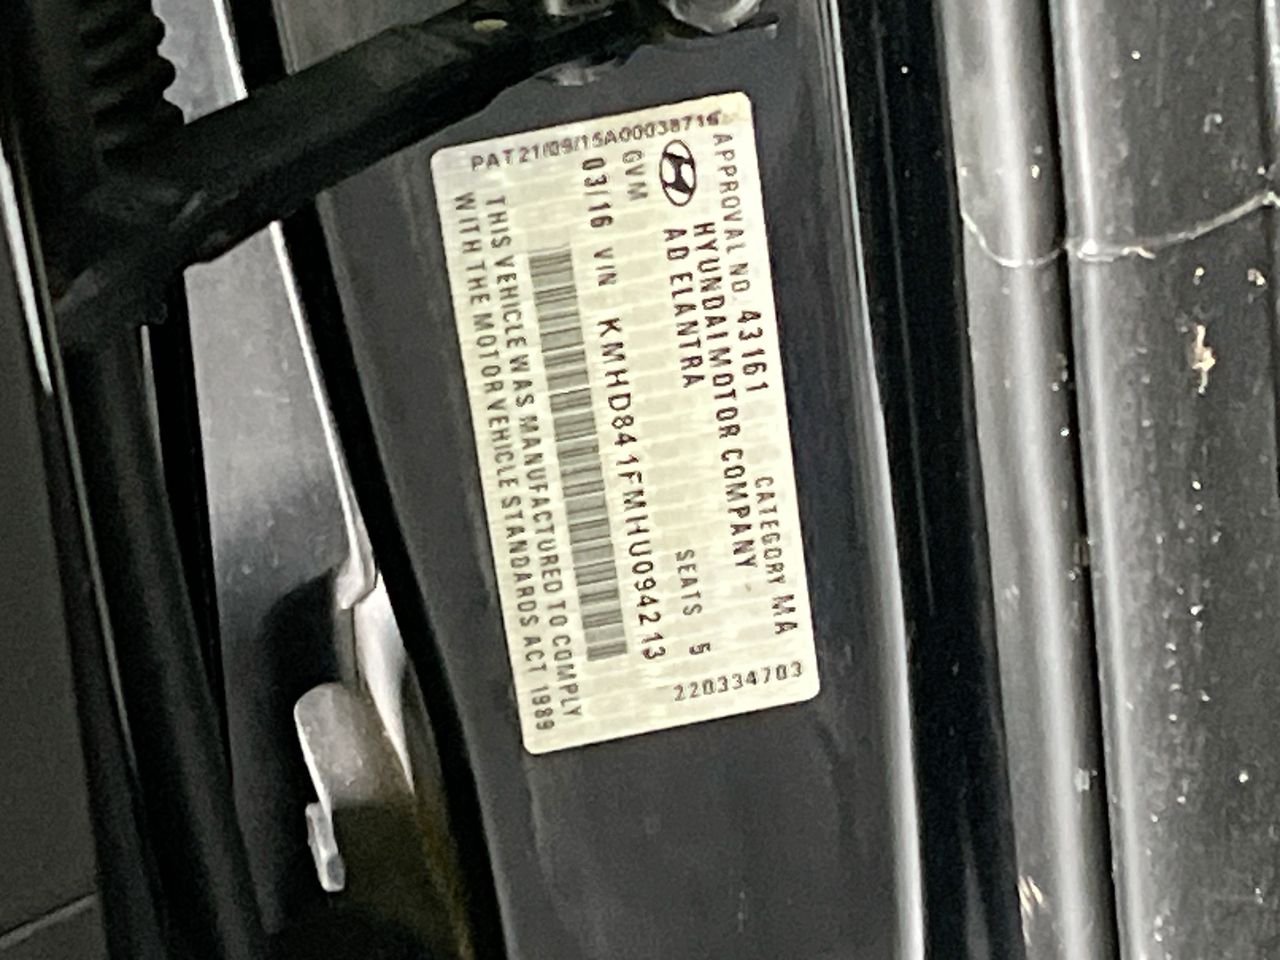 APPROVAL NO. 43161 CATEGORY MA
HYUNDAI MOTOR COMPANY
AD ELANTRA SEATS 5
GVM
03/16 VIN KMHD841FMHU094213
THIS VEHICLE WAS MANUFACTURED TO COMPLY
WITH THE MOTOR VEHICLE STANDARDS ACT 1989
PAT21/09/15A00038716
220334703